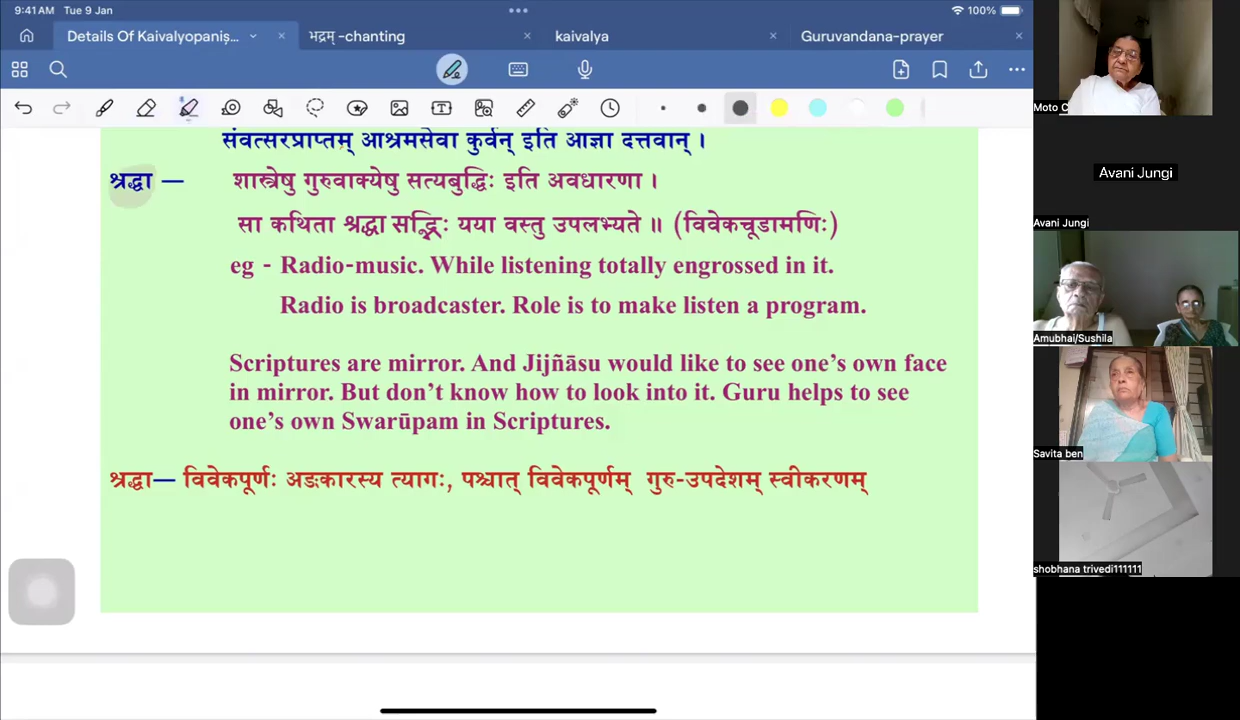 9:41 AM Tue 9 Jan
100%
Details Of Kaivalyopaniṣ...
भद्रम् -chanting
kaivalya
Guruvandana-prayer
संवत्सरप्राप्तम् आश्रमसेवा कुर्वन् इति आज्ञा दत्तवान् ।
श्रद्धा — शास्त्रेषु गुरुवाक्येषु सत्यबुद्धिः इति अवधारणा ।
सा कथिता श्रद्धा सद्भिः यया वस्तु उपलभ्यते ॥ (विवेकचूडामणिः)
eg - Radio-music. While listening totally engrossed in it.
Radio is broadcaster. Role is to make listen a program.
Scriptures are mirror. And Jijñāsu would like to see one’s own face
in mirror. But don’t know how to look into it. Guru helps to see
one’s own Swarūpam in Scriptures.
श्रद्धा— विवेकपूर्णः अङकारस्य त्यागः, पश्चात् विवेकपूर्णम् गुरु-उपदेशम् स्वीकरणम्
Moto C
Avani Jungi
Avani Jungi
Amubhai/Sushila
Savita ben
shobhana trivedi111111